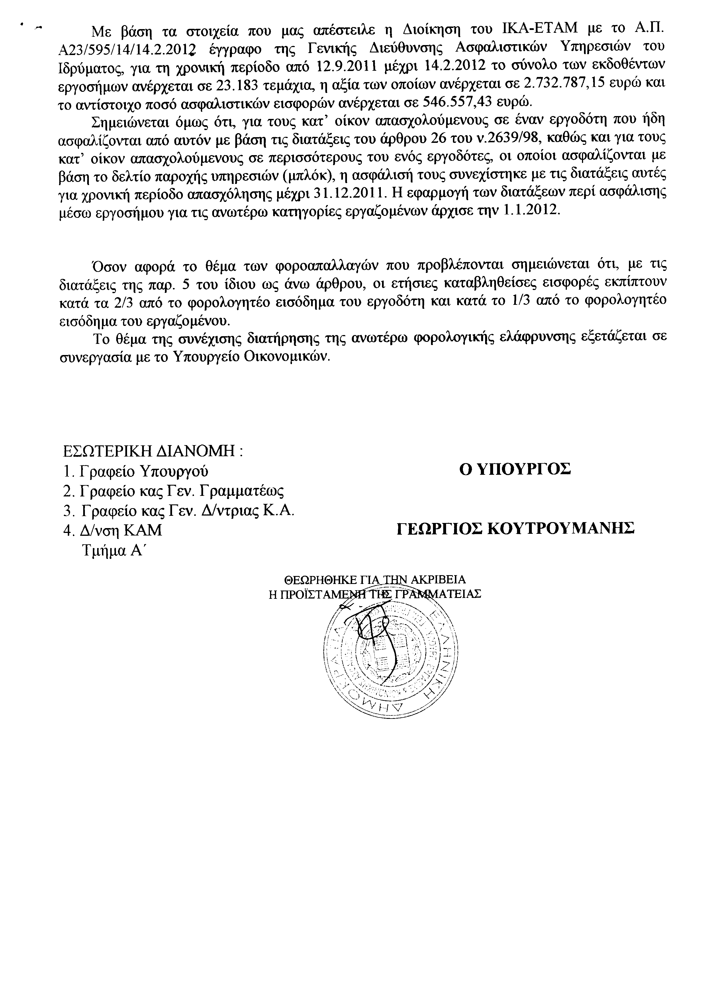 Με βάση τα στοιχεία που μας απέστειλε η Διοίκηση του ΙΚΑ-ΕΤΑΜ με το Α.Π.
Α23/595/14/14.2.2012 έγγραφο της Γενικής Διεύθυνσης Ασφαλιστικών Υπηρεσιών του
Ιδρύματος, για τη χρονική περίοδο από 12.9.2011 μέχρι 14.2.2012 το σύνολο των εκδοθέντων
εργοσήμων ανέρχεται σε 23.183 τεμάχια, η αξία των οποίων ανέρχεται σε 2.732.787,15 ευρώ και
το αντίστοιχο ποσό ασφαλιστικών εισφορών ανέρχεται σε 546.557,43 ευρώ.
Σημειώνεται όμως ότι, για τους κατ’ οίκον απασχολούμενους σε έναν εργοδότη που ήδη
ασφαλίζονται από αυτόν με βάση τις διατάξεις του άρθρου 26 του ν.2639/98, καθώς και για τους
κατ’ οίκον απασχολούμενους σε περισσότερους του ενός εργοδότες, οι οποίοι ασφαλίζονται με
βάση το δελτίο παροχής υπηρεσιών (μπλόκ), η ασφάλισή τους συνεχίστηκε με τις διατάξεις αυτές
για χρονική περίοδο απασχόλησης μέχρι 31.12.2011. Η εφαρμογή των διατάξεων περί ασφάλισης
μέσω εργοσήμου για τις ανωτέρω κατηγορίες εργαζομένων άρχισε την 1.1.2012.
Όσον αφορά το θέμα των φοροαπαλλαγών που προβλέπονται σημειώνεται ότι, με τις
διατάξεις της παρ. 5 του ίδιου ως άνω άρθρου, οι ετήσιες καταβληθείσες εισφορές εκπίπτουν
κατά τα 2/3 από το φορολογητέο εισόδημα του εργοδότη και κατά το 1/3 από το φορολογητέο
εισόδημα του εργαζομένου.
Το θέμα της συνέχισης διατήρησης της ανωτέρω φορολογικής ελάφρυνσης εξετάζεται σε
συνεργασία με το Υπουργείο Οικονομικών.
ΕΣΩΤΕΡΙΚΗ ΔΙΑΝΟΜΗ :
1. Γραφείο Υπουργού
2. Γραφείο κας Γεν. Γραμματέως
3. Γραφείο κας Γεν. Δ/ντριας Κ.Α.
4. Δ/νση ΚΑΜ
Τμήμα Α΄
Ο ΥΠΟΥΡΓΟΣ
ΓΕΩΡΓΙΟΣ ΚΟΥΤΡΟΥΜΑΝΗΣ
ΘΕΩΡΗΘΗΚΕ ΓΙΑ ΤΗΝ ΑΚΡΙΒΕΙΑ
Η ΠΡΟΪΣΤΑΜΕΝΗ ΤΗΣ ΓΡΑΜΜΑΤΕΙΑΣ
ΕΛΛΗΝΙΚΗ ΔΗΜΟΚΡΑΤΙΑ